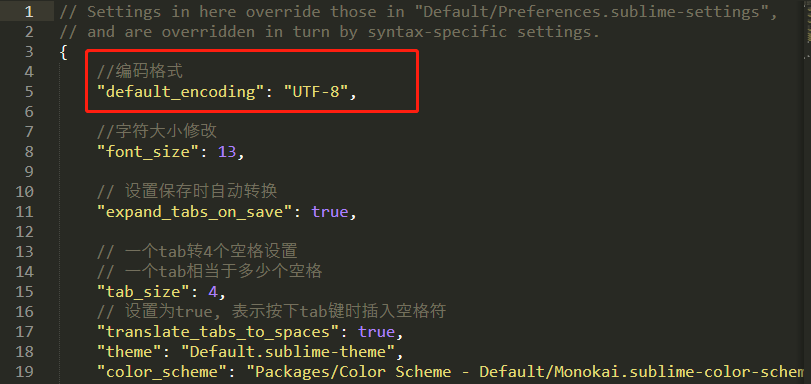 1 // Settings in here override those in "Default/Preferences.sublime-settings",
2 // and are overridden in turn by syntax-specific settings.
3 {
4 //编码格式
5 "default_encoding": "UTF-8",
6
7 //字符大小修改
8 "font_size": 13,
9
10 // 设置保存时自动转换
11 "expand_tabs_on_save": true,
12
13 // 一个tab转4个空格设置
14 // 一个tab相当于多少个空格
15 "tab_size": 4,
16 // 设置为true, 表示按下tab键时插入空格符
17 "translate_tabs_to_spaces": true,
18 "theme": "Default.sublime-theme",
19 "color_scheme": "Packages/Color Scheme - Default/Monokai.sublime-color-schem